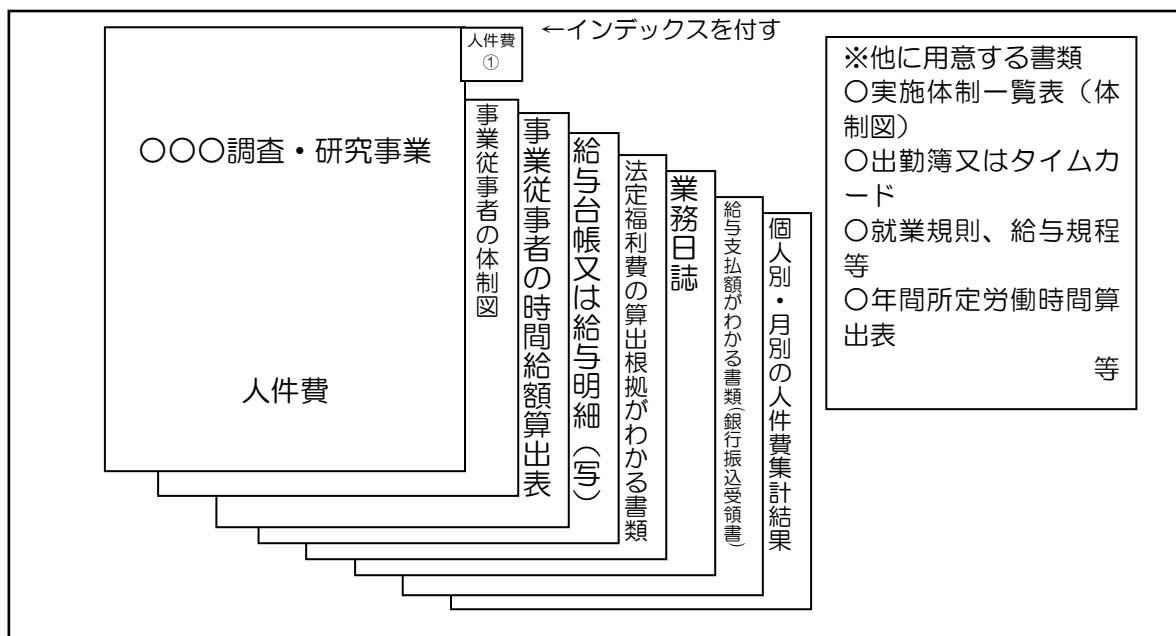 人件費
①
←インデックスを付す
〇〇〇調査・研究事業
人件費
事業従事者の体制図
事業従事者の時間給額算出表
給与台帳又は給与明細（写）
法定福利費の算出根拠がわかる書類
業務日誌
給与支払額がわかる書類（銀行振込受領書）
個人別・月別の人件費集計結果
※他に用意する書類
〇実施体制一覧表（体
制図）
〇出勤簿又はタイムカ
ード
〇就業規則、給与規程
等
〇年間所定労働時間算
出表
等